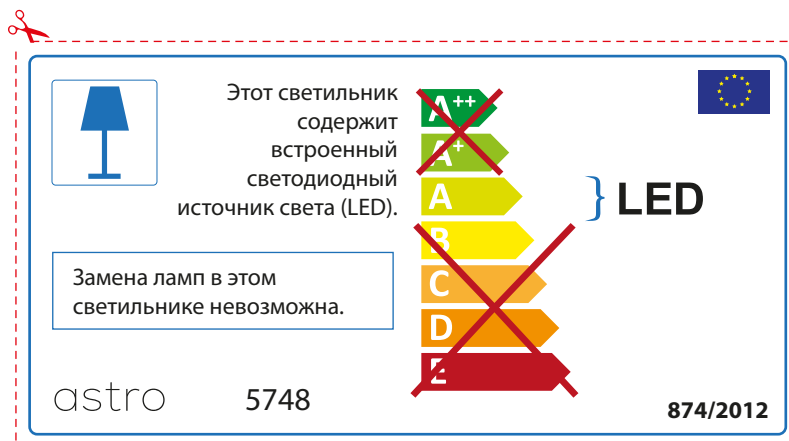 Этот светильник
содержит
встроенный
светодиодный
источник света (LED).
Замена ламп в этом
светильнике невозможна.
A++
A+
A
B
C
D
E
LED
astro
5748
874/2012